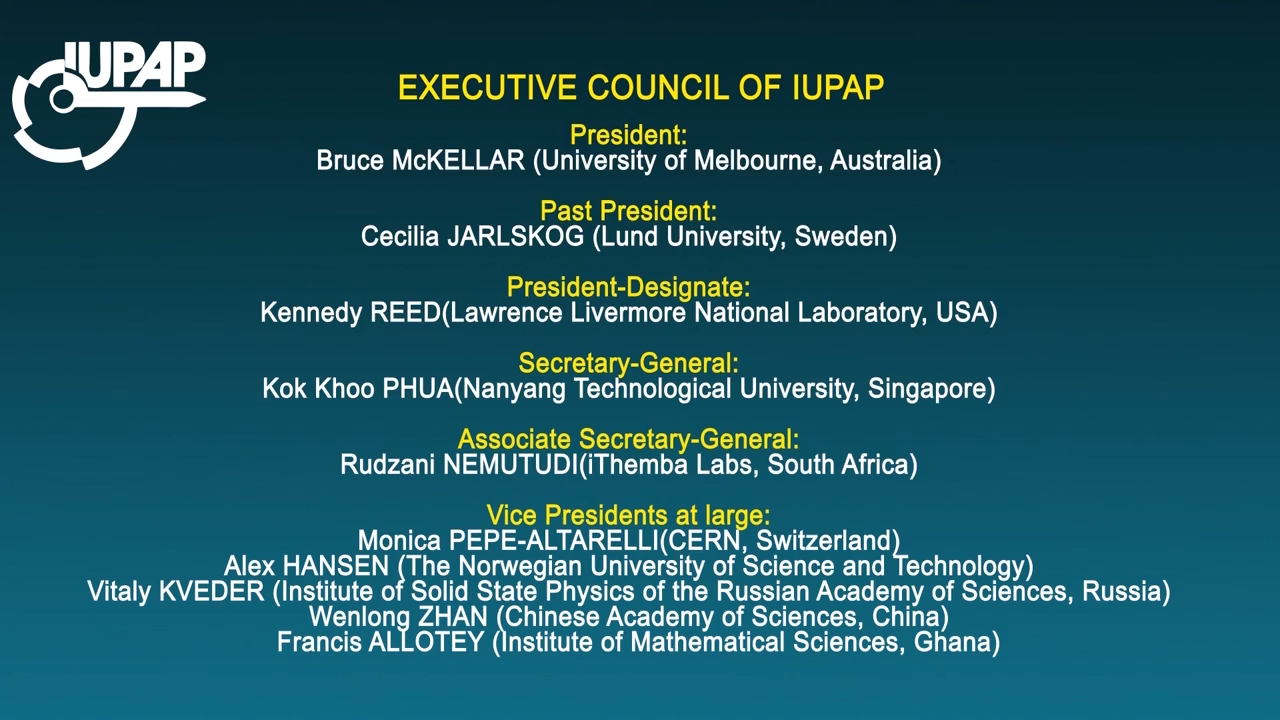 IUPAP
EXECUTIVE COUNCIL OF IUPAP
President:
Bruce McKELLAR (University of Melbourne, Australia)
Past President:
Cecilia JARLSKOG (Lund University, Sweden)
President-Designate:
Kennedy REED(Lawrence Livermore National Laboratory, USA)
Secretary-General:
Kok Khoo PHUA(Nanyang Technological University, Singapore)
Associate Secretary-General:
Rudzani NEMUTUDI(iThemba Labs, South Africa)
Vice Presidents at large:
Monica PEPE-ALTARELLI(CERN, Switzerland)
Alex HANSEN (The Norwegian University of Science and Technology)
Vitaly KVEDER (Institute of Solid State Physics of the Russian Academy of Sciences, Russia)
Wenlong ZHAN (Chinese Academy of Sciences, China)
Francis ALLOTEY (Institute of Mathematical Sciences, Ghana)